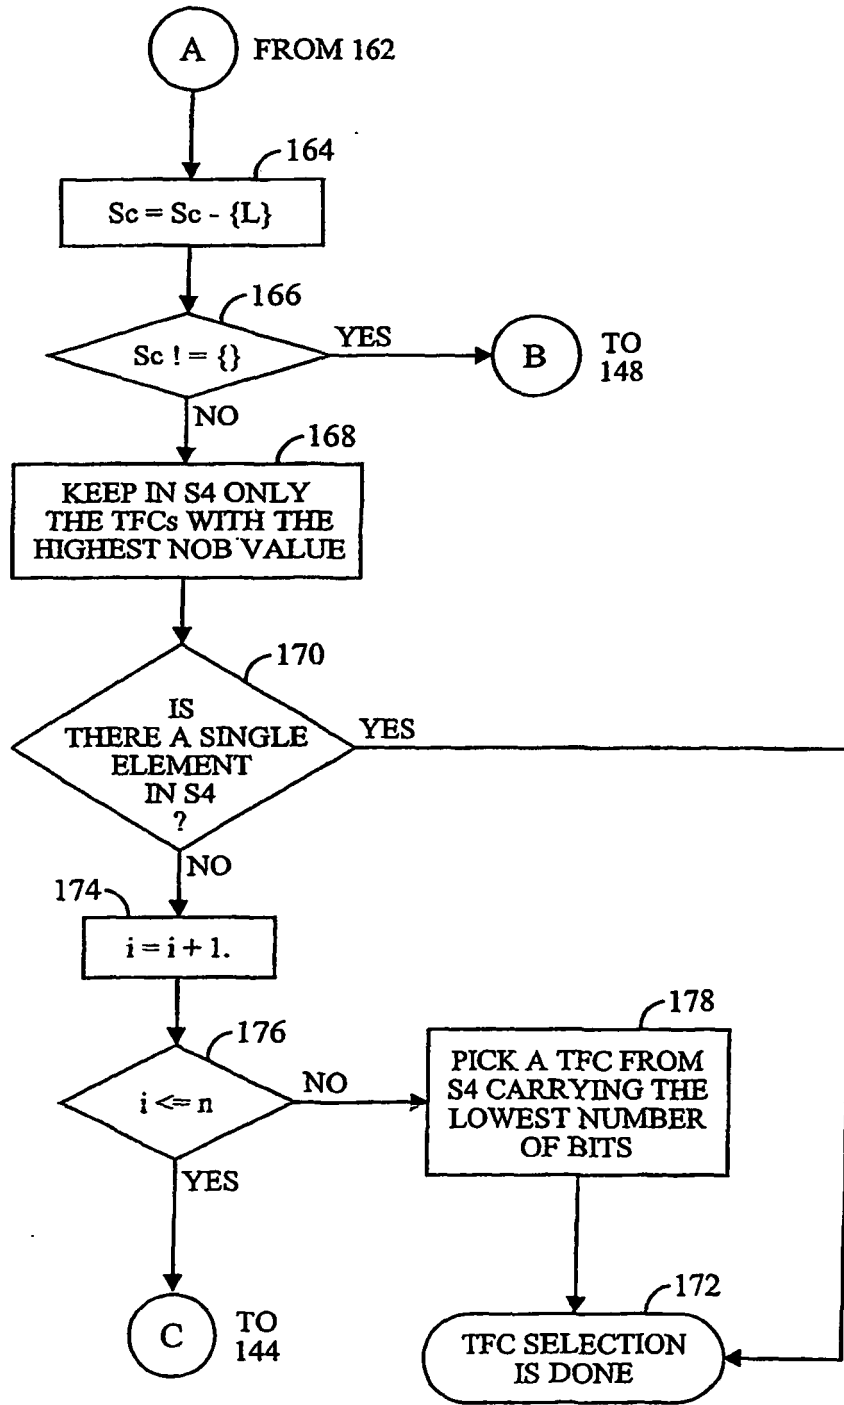 A
FROM 162
164
Sc = Sc - {L}
166
Sc ! = {}
YES
B
TO
148
NO
168
KEEP IN S4 ONLY
THE TFCs WITH THE
HIGHEST NOB VALUE
170
IS
THERE A SINGLE
ELEMENT
IN S4
?
YES
NO
174
i = i + 1.
176
i <= n
NO
178
PICK A TFC FROM
S4 CARRYING THE
LOWEST NUMBER
OF BITS
YES
C
TO
144
172
TFC SELECTION
IS DONE